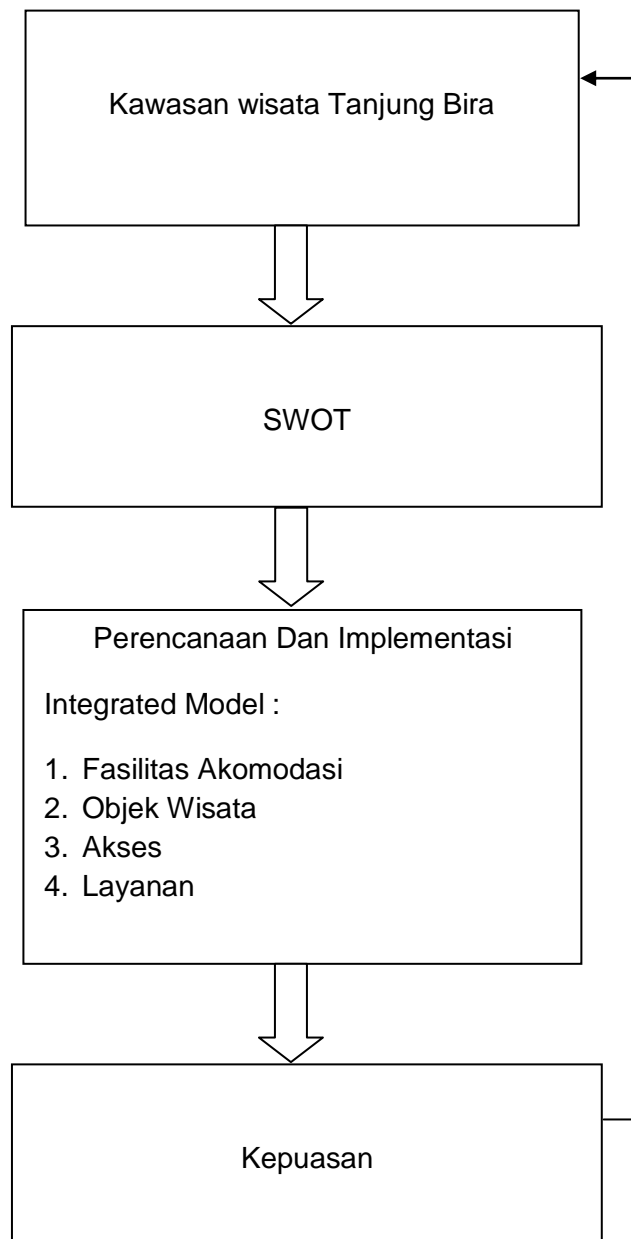 Kawasan wisata Tanjung Bira
SWOT
Perencanaan Dan Implementasi
Integrated Model :
1. Fasilitas Akomodasi
2. Objek Wisata
3. Akses
4. Layanan
Kepuasan